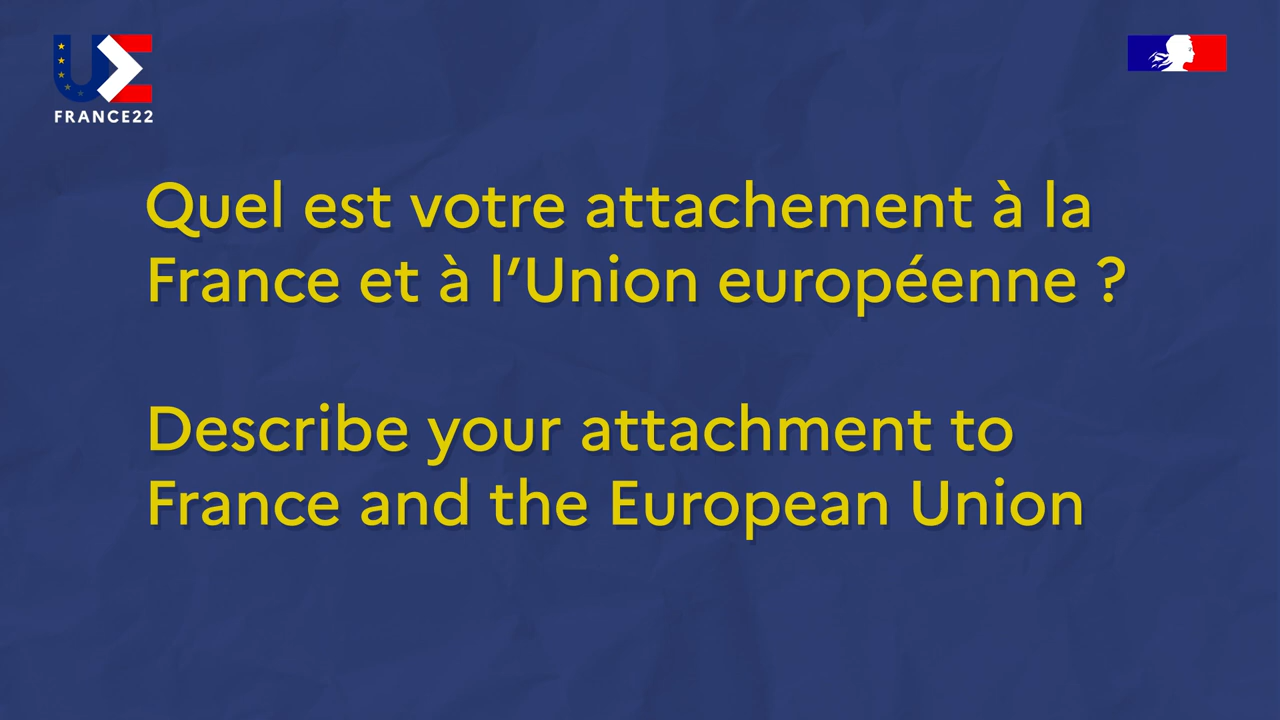 UE
FRANCE22
Quel est votre attachement à la
France et à l’Union européenne ?
Describe your attachment to
France and the European Union